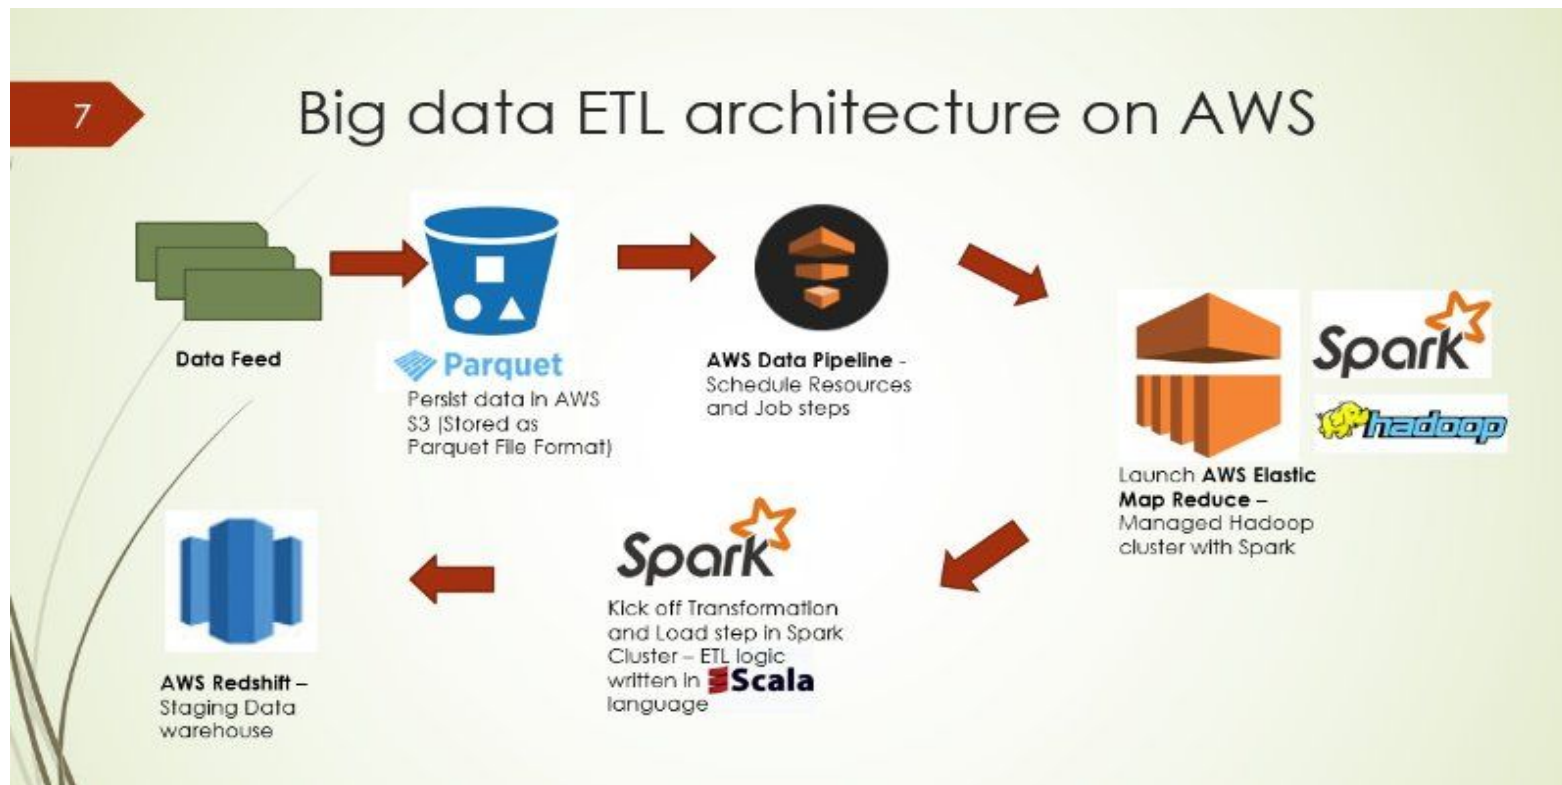 7
Big data ETL architecture on AWS
Data Feed
Parquet
Persist data in AWS
S3 (Stored as
Parquet File Format)
AWS Data Pipeline -
Schedule Resources
and Job steps
Spark
hadoop
Launch AWS Elastic
Map Reduce –
Managed Hadoop
cluster with Spark
Spark
Kick off Transformation
and Load step in Spark
Cluster – ETL logic
written in Scala
language
AWS Redshift –
Staging Data
warehouse